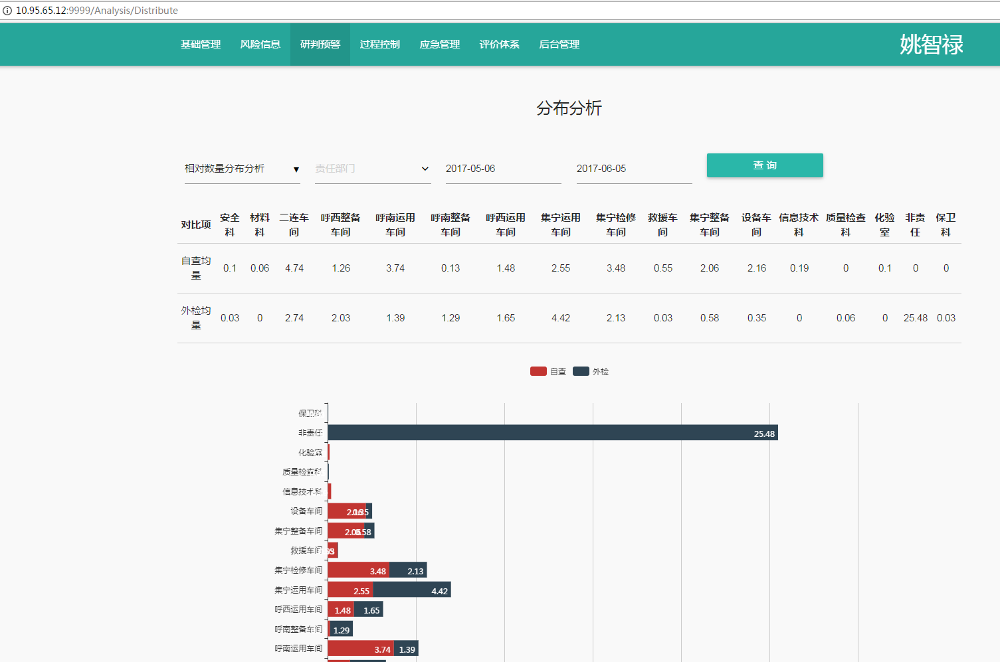 10.95.65.12:9999/Analysis/Distribute
基础管理 风险信息 研判预警 过程控制 应急管理 评价体系 后台管理 姚智禄
分布分析
相对数量分布分析 责任部门 2017-05-06 2017-06-05 查 询
对比项 安全科 材料科 二连车间 呼西整备车间 呼南运用车间 呼南整备车间 呼西运用车间 集宁运用车间 集宁检修车间 救援车间 集宁整备车间 设备车间 信息技术科 质量检查科 化验室 非责任 保卫科
自查均量 0.1 0.06 4.74 1.26 3.74 0.13 1.48 2.55 3.48 0.55 2.06 2.16 0.19 0 0.1 0 0
外检均量 0.03 0 2.74 2.03 1.39 1.29 1.65 4.42 2.13 0.03 0.58 0.35 0 0.06 0 25.48 0.03
自查 外检
保卫科
非责任 25.48
化验室
质量检查科
信息技术科
设备车间
集宁整备车间
救援车间
集宁检修车间 3.48 2.13
集宁运用车间 2.55 4.42
呼西运用车间 1.48 1.65
呼南整备车间 1.29
呼南运用车间 3.74 1.39